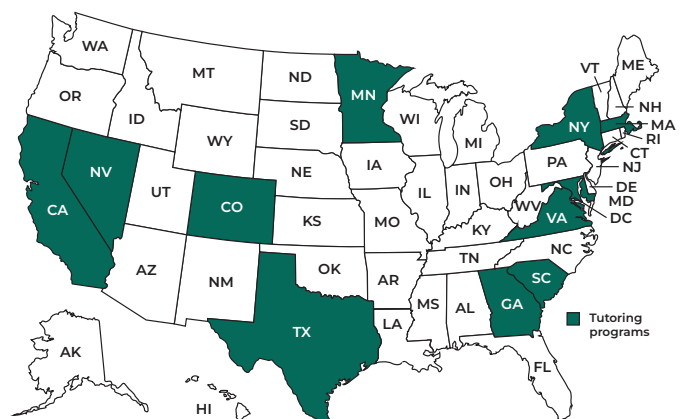 WA
MT
ND
MN
VT
ME
OR
ID
SD
WI
MI
NY
NH
MA
RI
CT
WY
NE
IA
PA
NJ
NV
UT
CO
IL
IN
OH
DE
MD
DC
CA
KS
MO
KY
WV
VA
AZ
NM
OK
AR
TN
NC
SC
TX
LA
MS
AL
GA
FL
AK
HI
Tutoring
programs